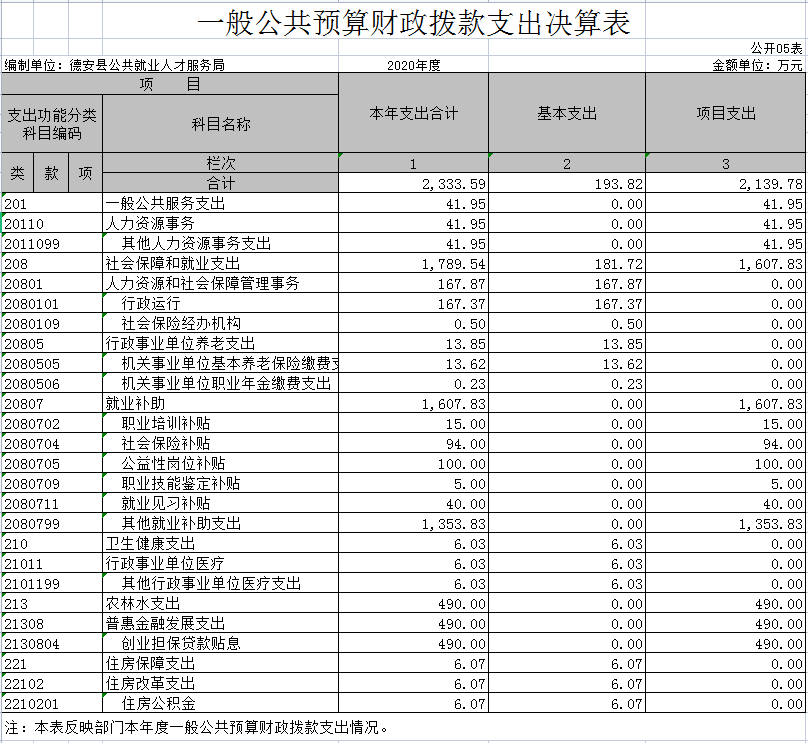 一般公共预算财政拨款支出决算表
公开05表
编制单位：德安县公共就业人才服务局 2020年度 金额单位：万元
项 目 本年支出合计 基本支出 项目支出
支出功能分类科目编码 科目名称
类 款 项 栏次 1 2 3
合计 2,333.59 193.82 2,139.78
201 一般公共服务支出 41.95 0.00 41.95
20110 人力资源事务 41.95 0.00 41.95
2011099 其他人力资源事务支出 41.95 0.00 41.95
208 社会保障和就业支出 1,789.54 181.72 1,607.83
20801 人力资源和社会保障管理事务 167.87 167.87 0.00
2080101 行政运行 167.37 167.37 0.00
2080109 社会保险经办机构 0.50 0.50 0.00
20805 行政事业单位养老支出 13.85 13.85 0.00
2080505 机关事业单位基本养老保险缴费支 13.62 13.62 0.00
2080506 机关事业单位职业年金缴费支出 0.23 0.23 0.00
20807 就业补助 1,607.83 0.00 1,607.83
2080702 职业培训补贴 15.00 0.00 15.00
2080704 社会保险补贴 94.00 0.00 94.00
2080705 公益性岗位补贴 100.00 0.00 100.00
2080709 职业技能鉴定补贴 5.00 0.00 5.00
2080711 就业见习补贴 40.00 0.00 40.00
2080799 其他就业补助支出 1,353.83 0.00 1,353.83
210 卫生健康支出 6.03 6.03 0.00
21011 行政事业单位医疗 6.03 6.03 0.00
2101199 其他行政事业单位医疗支出 6.03 6.03 0.00
213 农林水支出 490.00 0.00 490.00
21308 普惠金融发展支出 490.00 0.00 490.00
2130804 创业担保贷款贴息 490.00 0.00 490.00
221 住房保障支出 6.07 6.07 0.00
22102 住房改革支出 6.07 6.07 0.00
2210201 住房公积金 6.07 6.07 0.00
注：本表反映部门本年度一般公共预算财政拨款支出情况。